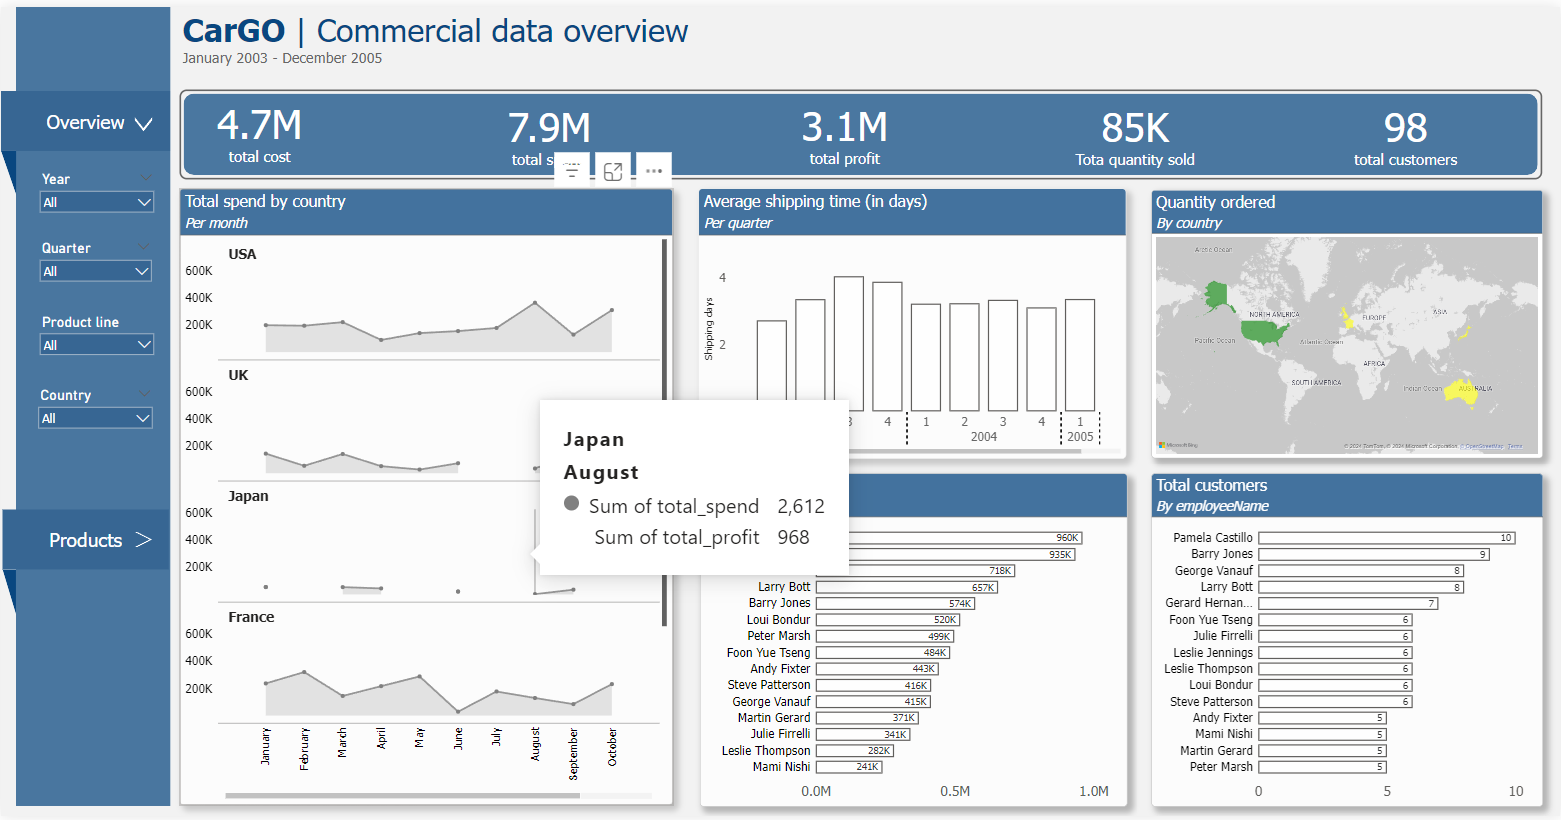 CarGO | Commercial data overview
January 2003 - December 2005
Overview
Year
All
Quarter
All
Product line
All
Country
All
Products
4.7M
total cost
7.9M
total s
3.1M
total profit
85K
Tota quantity sold
98
total customers
Total spend by country
Per month
USA
600K
400K
200K
UK
600K
400K
200K
Japan
600K
400K
200K
France
600K
400K
200K
January
February
March
April
May
June
July
August
September
October
Average shipping time (in days)
Per quarter
Shipping days
4
2
3 4 1 2 3 4 1
2004 2005
Japan
August
Sum of total_spend 2,612
Sum of total_profit 968
960K
935K
718K
Larry Bott 657K
Barry Jones 574K
Loui Bondur 520K
Peter Marsh 499K
Foon Yue Tseng 484K
Andy Fixter 443K
Steve Patterson 416K
George Vanauf 415K
Martin Gerard 371K
Julie Firrelli 341K
Leslie Thompson 282K
Mami Nishi 241K
0.0M 0.5M 1.0M
Quantity ordered
By country
Arctic Ocean
NORTH AMERICA
EUROPE
ASIA
Pacific Ocean
Atlantic Ocean
AFRICA
SOUTH AMERICA
Indian Ocean
AUSTRALIA
Microsoft Bing
© 2024 TomTom, © 2024 Microsoft Corporation, © OpenStreetMap Terms
Total customers
By employeeName
Pamela Castillo 10
Barry Jones 9
George Vanauf 8
Larry Bott 8
Gerard Hernan... 7
Foon Yue Tseng 6
Julie Firrelli 6
Leslie Jennings 6
Leslie Thompson 6
Loui Bondur 6
Steve Patterson 6
Andy Fixter 5
Mami Nishi 5
Martin Gerard 5
Peter Marsh 5
0 5 10